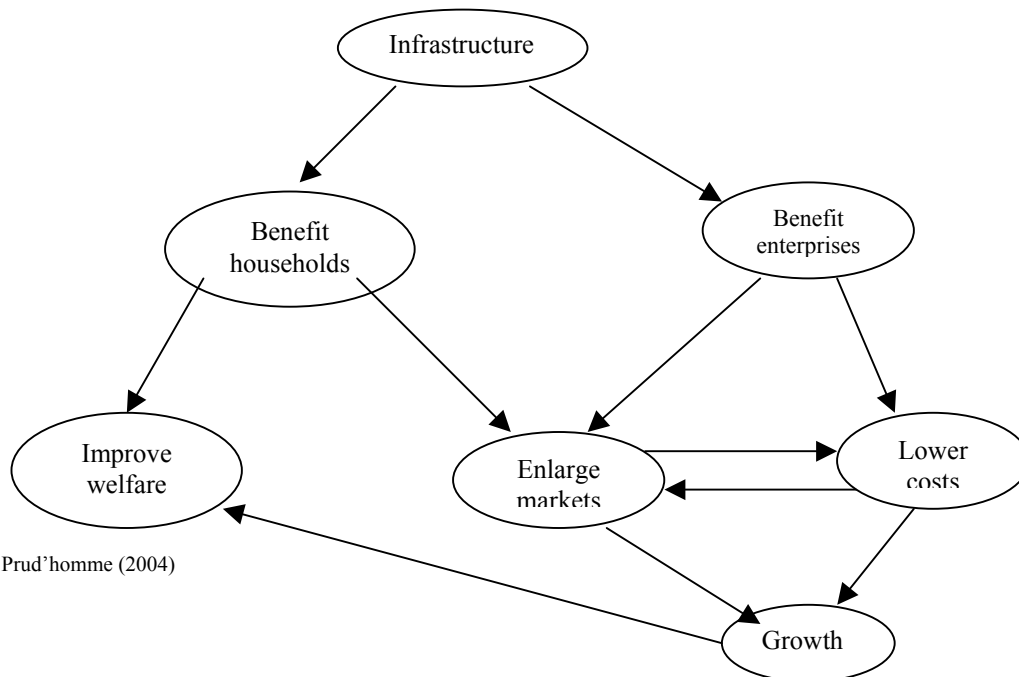 Infrastructure
Benefit
households
Benefit
enterprises
Improve
welfare
Enlarge
markets
Lower
costs
Prud’homme (2004)
Growth